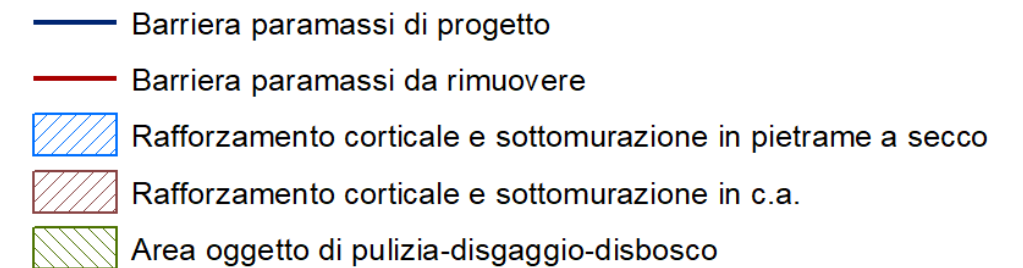 Barriera paramassi di progetto
Barriera paramassi da rimuovere
Rafforzamento corticale e sottomurazione in pietrame a secco
Rafforzamento corticale e sottomurazione in c.a.
Area oggetto di pulizia-disgaggio-disbosco